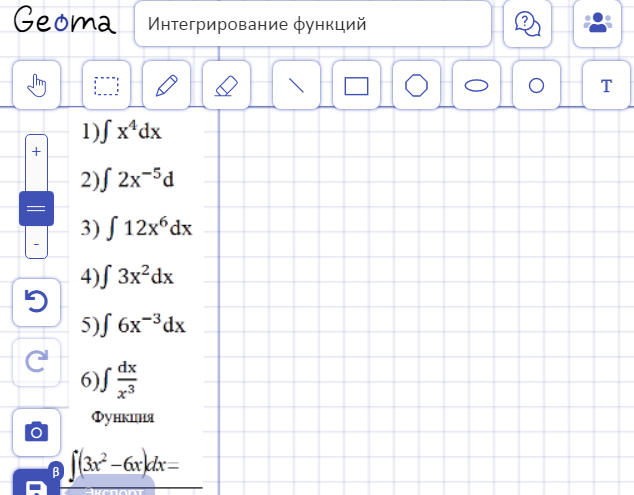 Geoma
Интегрирование функций
T
+
-
1)∫ x⁴dx
2)∫ 2x⁻⁵d
3) ∫ 12x⁶dx
4)∫ 3x²dx
5)∫ 6x⁻³dx
6)∫ dx/x³
Функция
∫(3x² – 6x)dx=
β
Экспорт